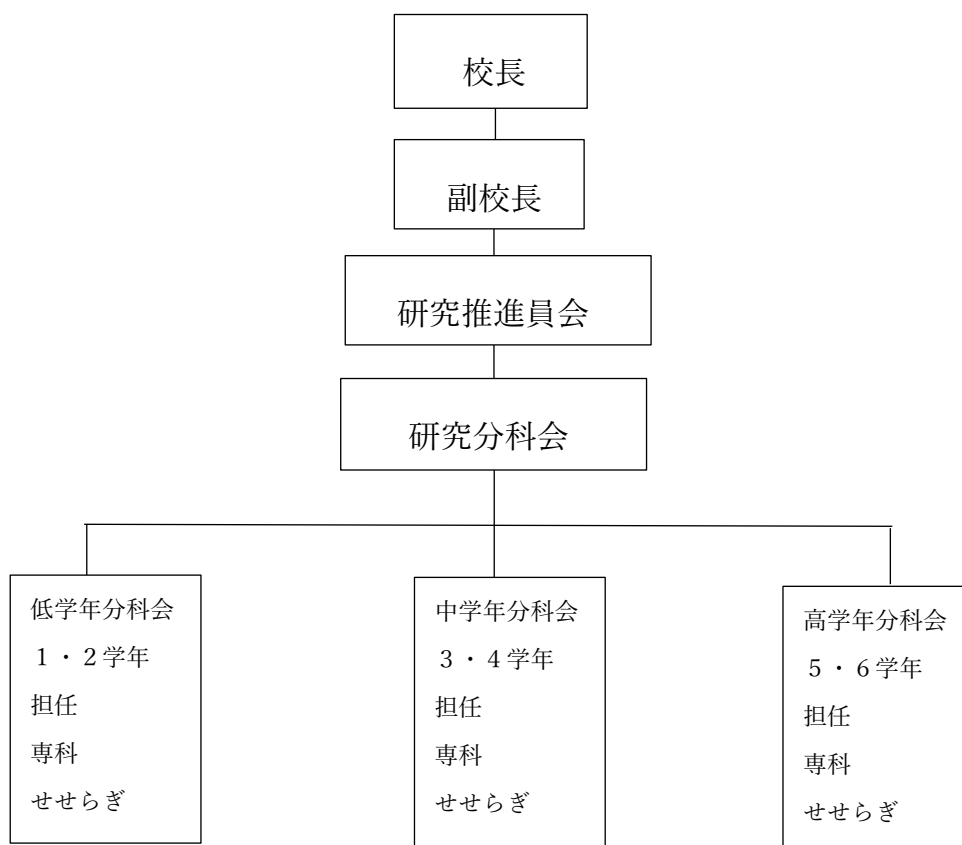 校長
副校長
研究推進員会
研究分科会
低学年分科会
１・２学年
担任
専科
せせらぎ
中学年分科会
３・４学年
担任
専科
せせらぎ
高学年分科会
５・６学年
担任
専科
せせらぎ